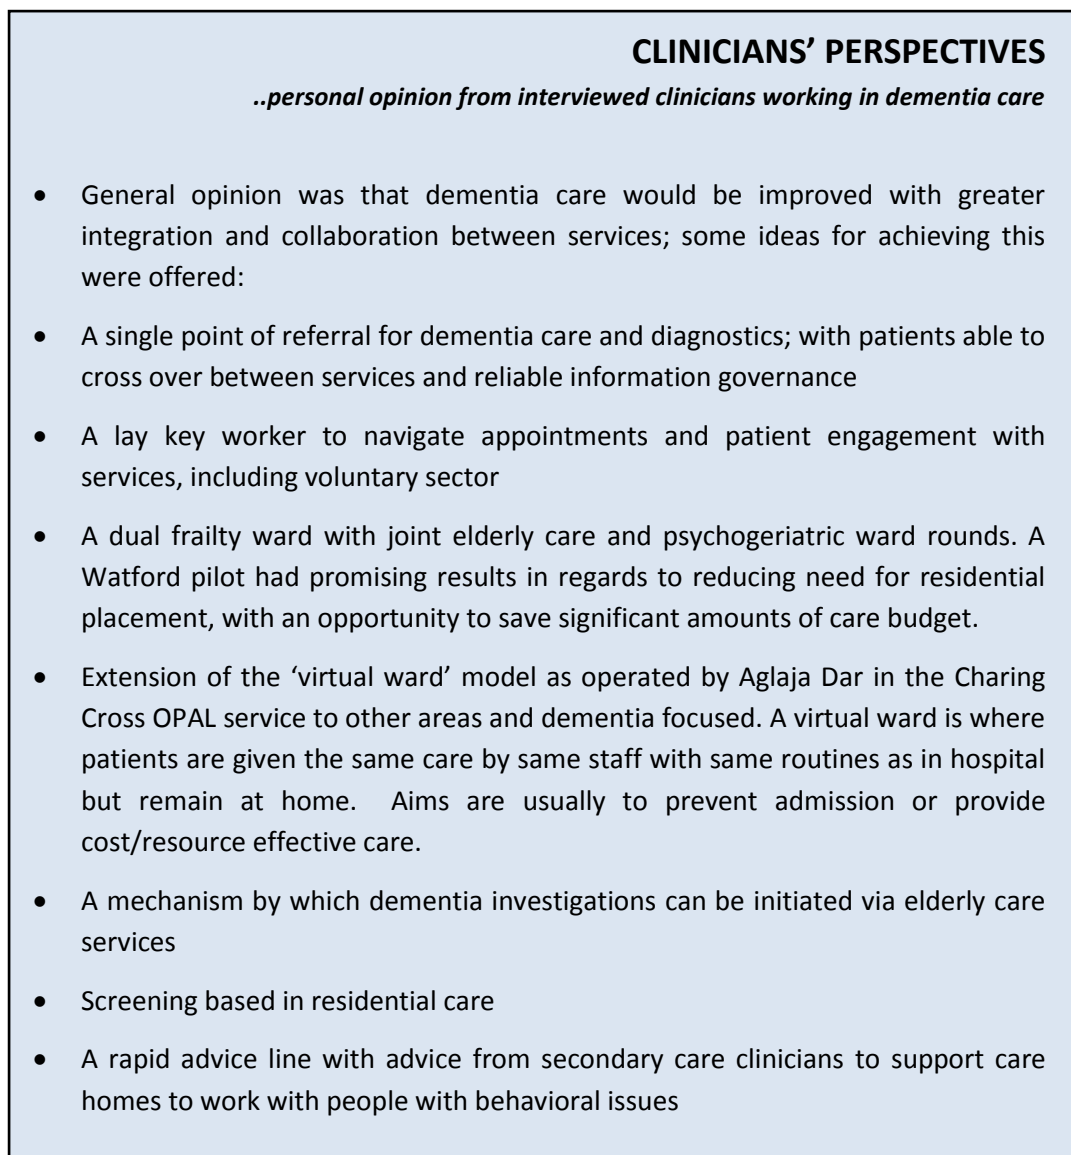 CLINICIANS’ PERSPECTIVES
..personal opinion from interviewed clinicians working in dementia care
• General opinion was that dementia care would be improved with greater
integration and collaboration between services; some ideas for achieving this
were offered:
• A single point of referral for dementia care and diagnostics; with patients able to
cross over between services and reliable information governance
• A lay key worker to navigate appointments and patient engagement with
services, including voluntary sector
• A dual frailty ward with joint elderly care and psychogeriatric ward rounds. A
Watford pilot had promising results in regards to reducing need for residential
placement, with an opportunity to save significant amounts of care budget.
• Extension of the ‘virtual ward’ model as operated by Aglaja Dar in the Charing
Cross OPAL service to other areas and dementia focused. A virtual ward is where
patients are given the same care by same staff with same routines as in hospital
but remain at home. Aims are usually to prevent admission or provide
cost/resource effective care.
• A mechanism by which dementia investigations can be initiated via elderly care
services
• Screening based in residential care
• A rapid advice line with advice from secondary care clinicians to support care
homes to work with people with behavioral issues